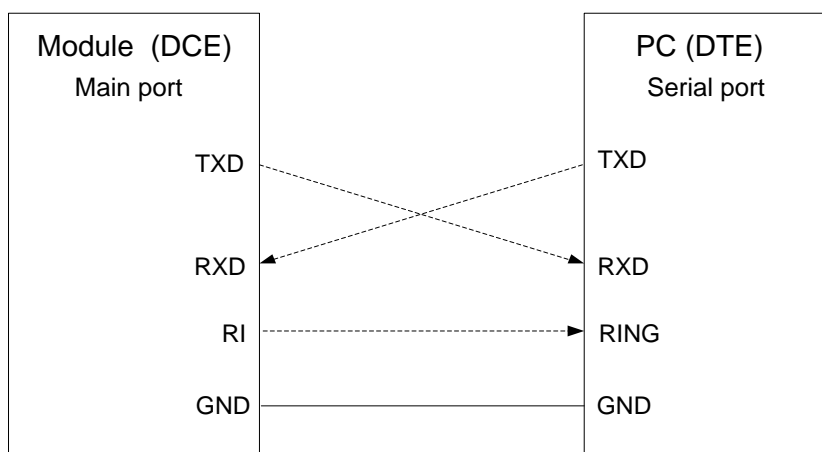 Module (DCE)
Main port
TXD
RXD
RI
GND
PC (DTE)
Serial port
TXD
RXD
RING
GND